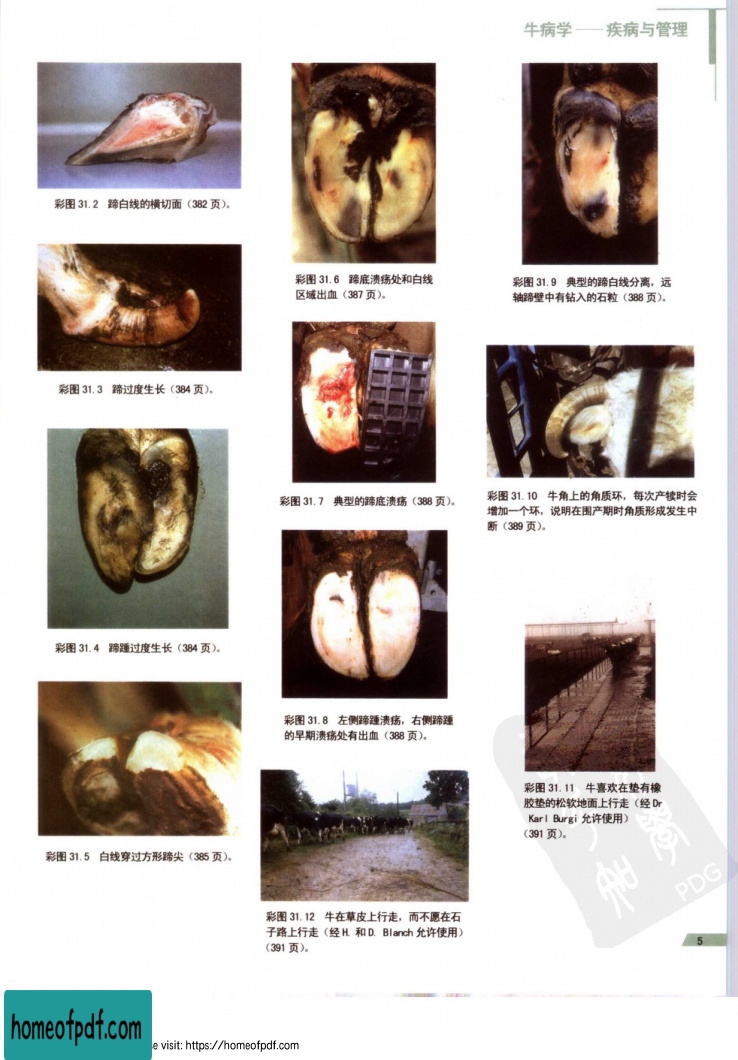 牛病学——疾病与管理
彩图 31.2 蹄白线的横切面（382 页）。
彩图 31.3 蹄过度生长（384 页）。
彩图 31.4 蹄踵过度生长（384 页）。
彩图 31.5 白线穿过方形蹄尖（385 页）。
彩图 31.6 蹄底溃疡处和白线
区域出血（387 页）。
彩图 31.7 典型的蹄底溃疡（388 页）。
彩图 31.8 左侧蹄踵溃疡，右侧蹄踵
的早期溃疡处有出血（388 页）。
彩图 31.12 牛在草皮上行走，而不愿在石
子路上行走（经 H. 和 D. Blanch 允许使用）
（391 页）。
彩图 31.9 典型的蹄白线分离，远
轴蹄壁中有钻入的石粒（388 页）。
彩图 31.10 牛角上的角质环，每次产犊时会
增加一个环，说明在围产期时角质形成发生中
断（389 页）。
彩图 31.11 牛喜欢在垫有橡
胶垫的松软地面上行走（经 Dr
Karl Burgi 允许使用）
（391 页）。
PDG
5
homeofpdf.com
se visit: https://homeofpdf.com